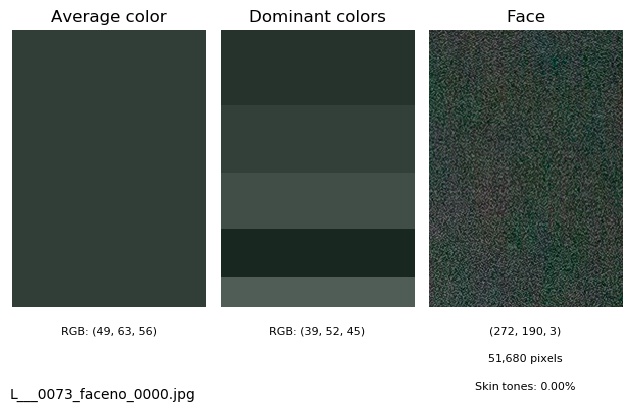 Average color
Dominant colors
Face
RGB: (49, 63, 56)
RGB: (39, 52, 45)
(272, 190, 3)
51,680 pixels
Skin tones: 0.00%
L___0073_faceno_0000.jpg